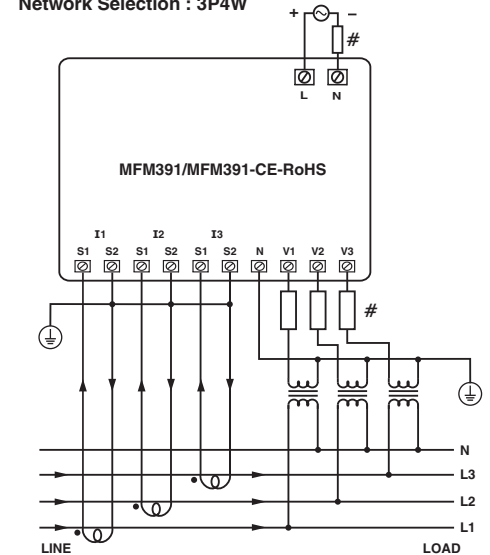 Network Selection : 3P4W
+ –
#
L N
MFM391/MFM391-CE-RoHS
I1 I2 I3
S1 S2 S1 S2 S1 S2 N V1 V2 V3
#
N
L3
L2
L1
LINE LOAD